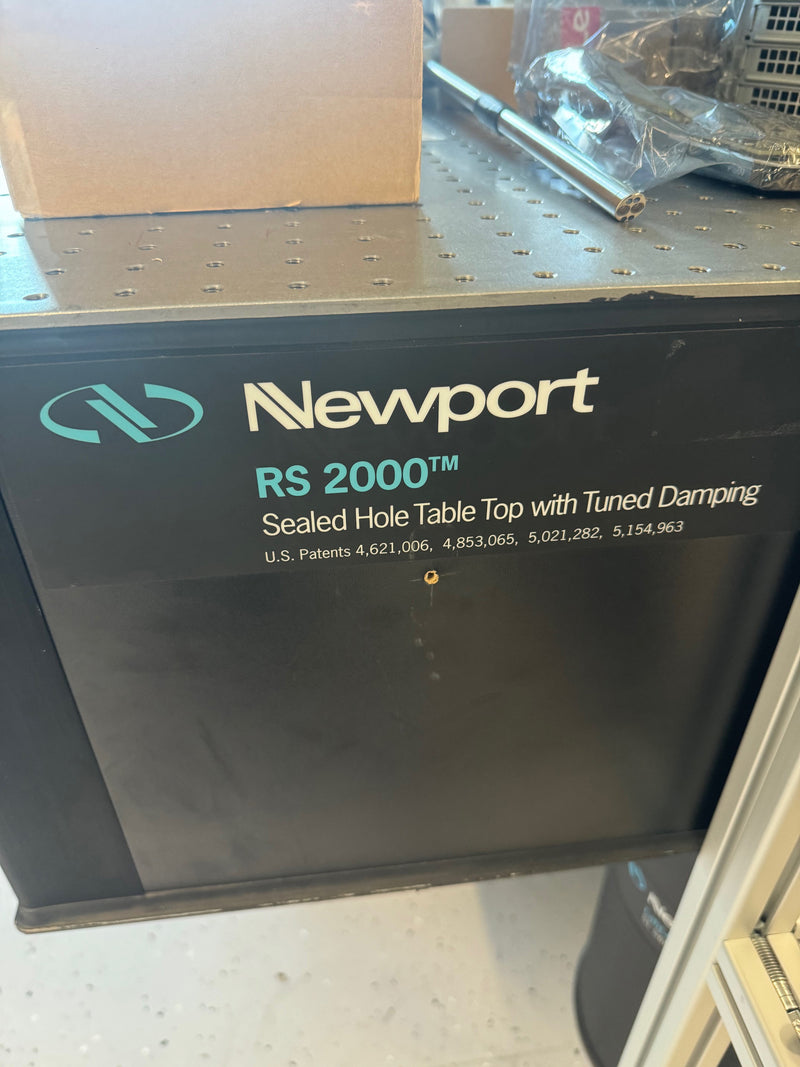 Newport
RS 2000™
Sealed Hole Table Top with Tuned Damping
U.S. Patents 4,621,006, 4,853,065, 5,021,282, 5,154,963